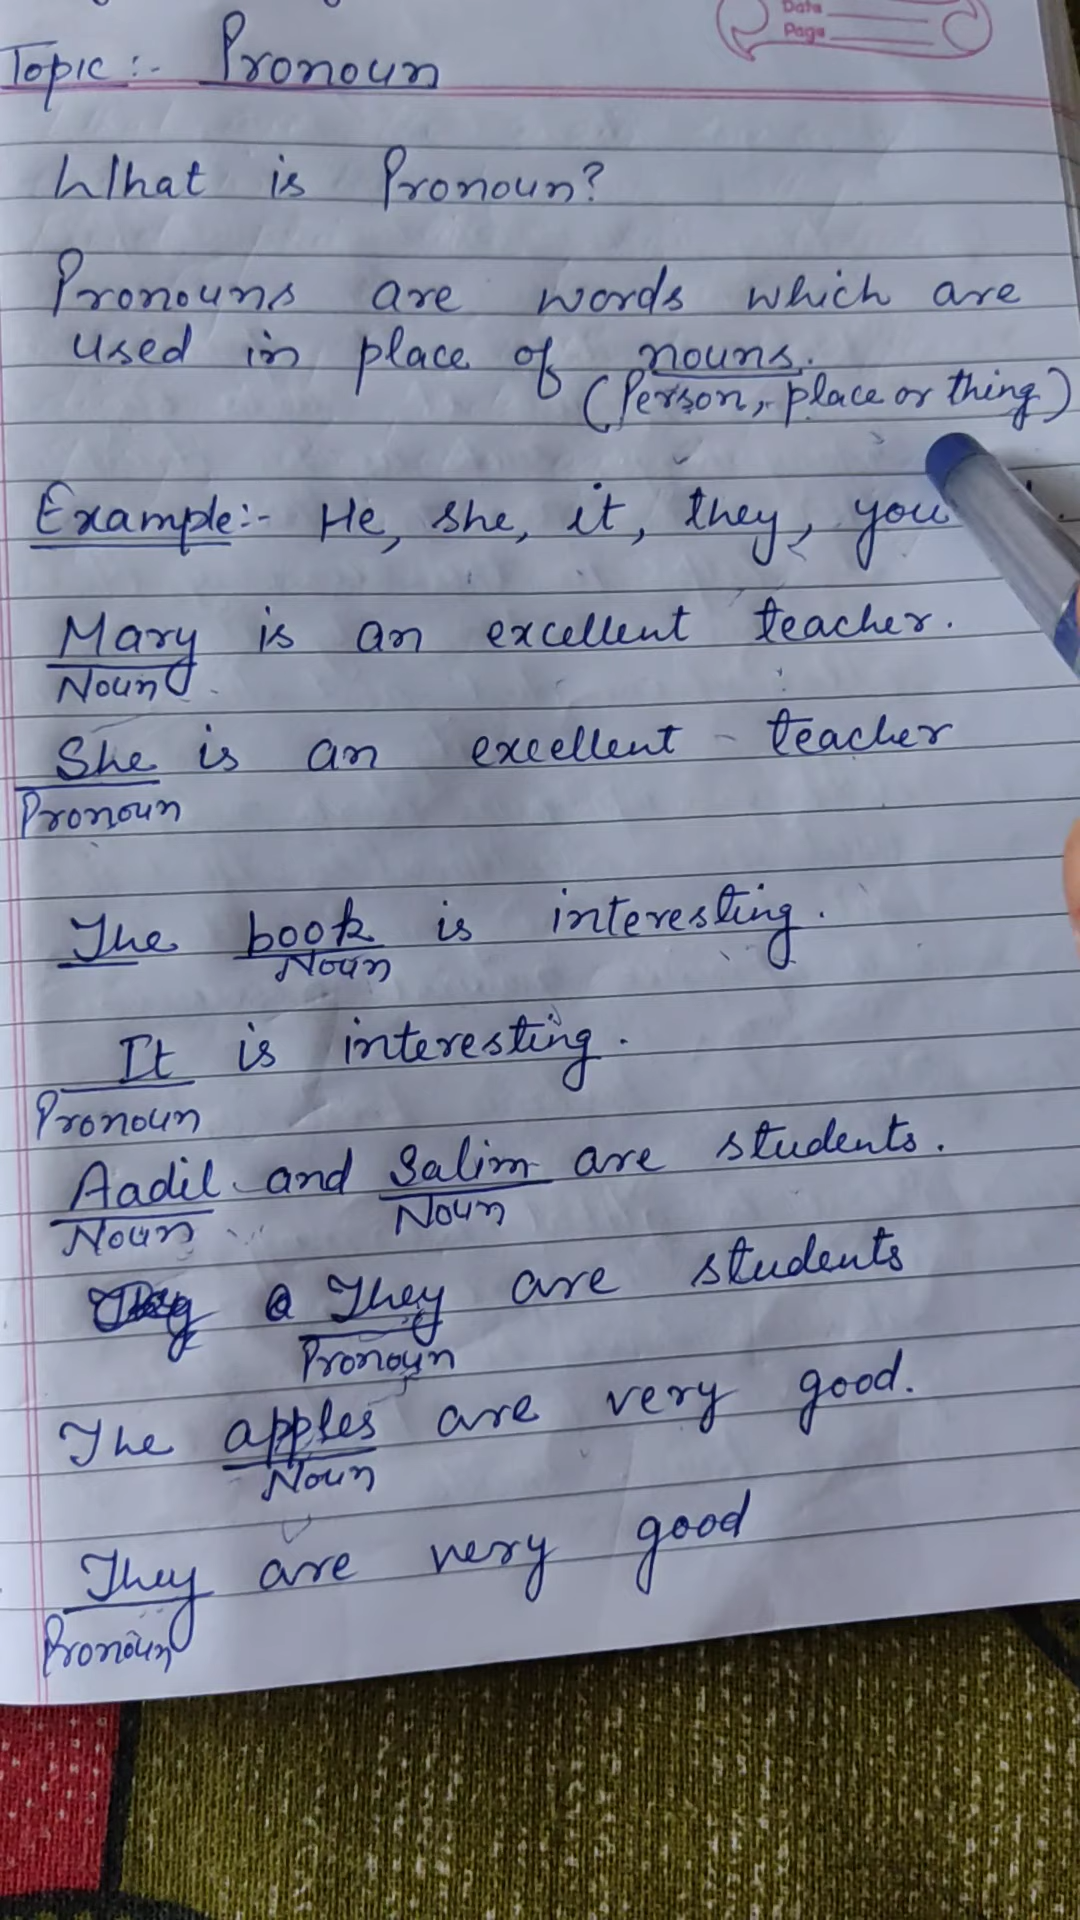 Data
Page
Topic :- Pronoun
What is Pronoun?
Pronouns are words which are
used in place of nouns.
(Person, place or thing)
Example:- He, she, it, they, you
Mary is an excellent teacher.
Noun
She is an excellent teacher
Pronoun
The book is interesting.
Noun
It is interesting.
Pronoun
Aadil and Salim are students.
Noun Noun
They are students
Pronoun
The apples are very good.
Noun
They are very good
Pronoun